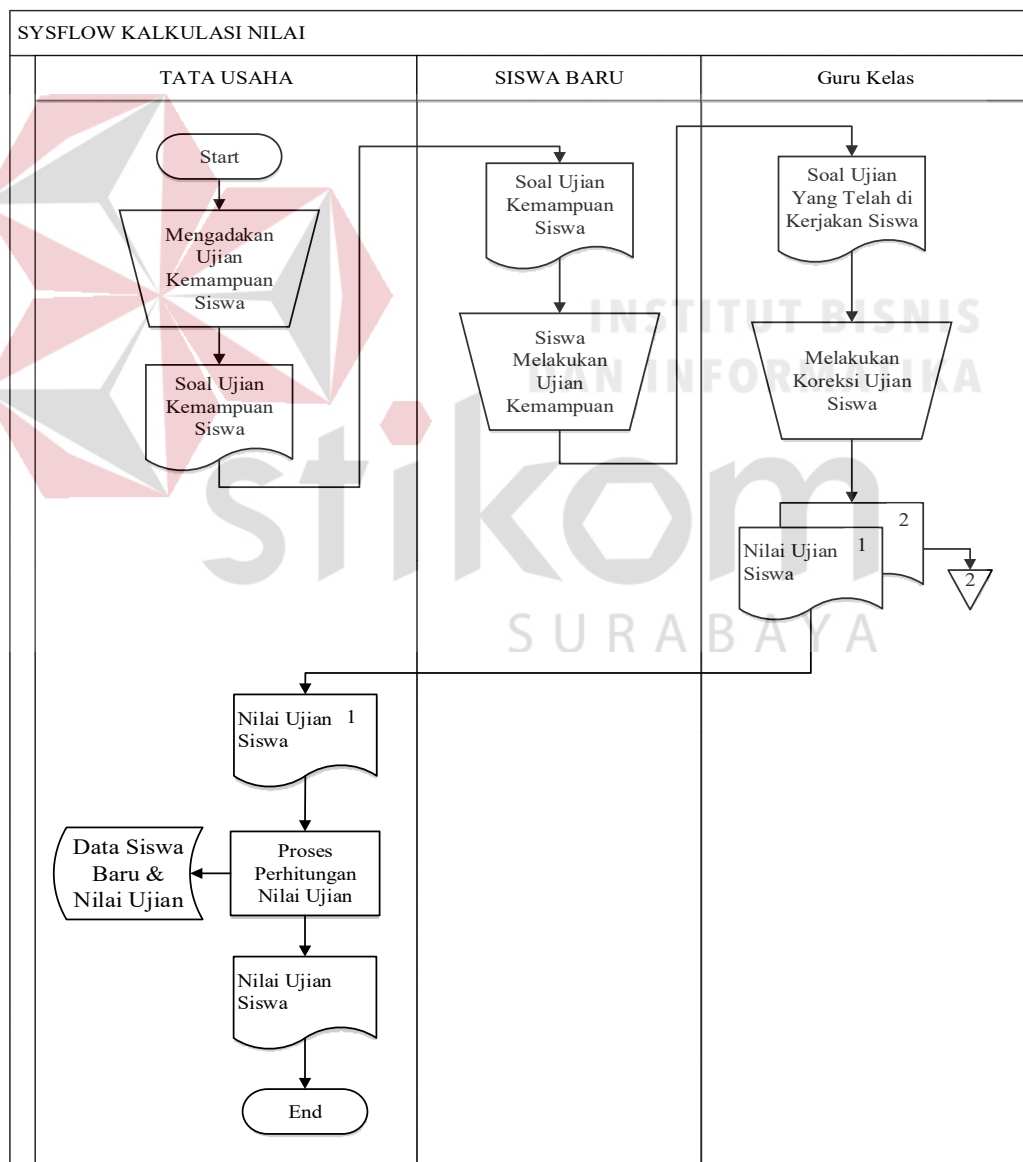 SYSFLOW KALKULASI NILAI
TATA USAHA
SISWA BARU
Guru Kelas
Start
Mengadakan
Ujian
Kemampuan
Siswa
Soal Ujian
Kemampuan
Siswa
Soal Ujian
Kemampuan
Siswa
Siswa
Melakukan
Ujian
Kemampuan
Soal Ujian
Yang Telah di
Kerjakan Siswa
Melakukan
Koreksi Ujian
Siswa
2
Nilai Ujian 1
Siswa
2
Nilai Ujian 1
Siswa
Data Siswa
Baru &
Nilai Ujian
Proses
Perhitungan
Nilai Ujian
Nilai Ujian
Siswa
End
INSTITUT BISNIS
DAN INFORMATIKA
stikom
SURABAYA